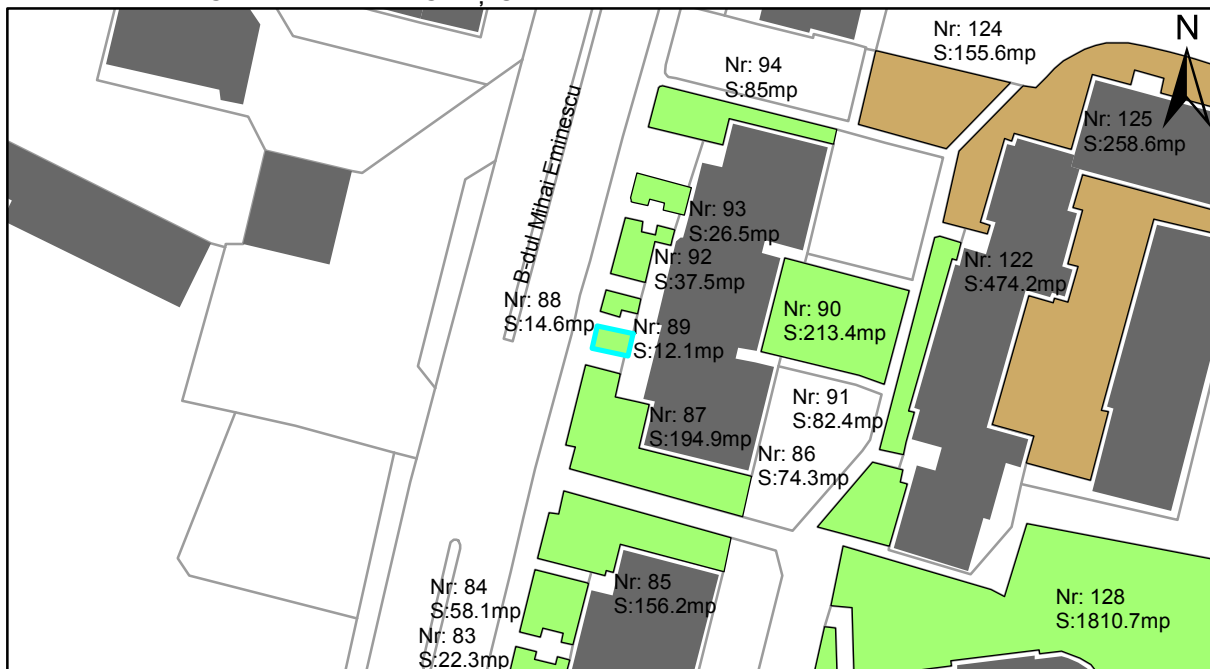 N
Nr: 124
S:155.6mp
Nr: 94
S:85mp
Nr: 125
S:258.6mp
B-dul Mihai Eminescu
Nr: 93
S:26.5mp
Nr: 92
S:37.5mp
Nr: 122
S:474.2mp
Nr: 88
S:14.6mp
Nr: 90
S:213.4mp
Nr: 89
S:12.1mp
Nr: 91
S:82.4mp
Nr: 87
S:194.9mp
Nr: 86
S:74.3mp
Nr: 84
S:58.1mp
Nr: 85
S:156.2mp
Nr: 128
S:1810.7mp
Nr: 83
S:22.3mp